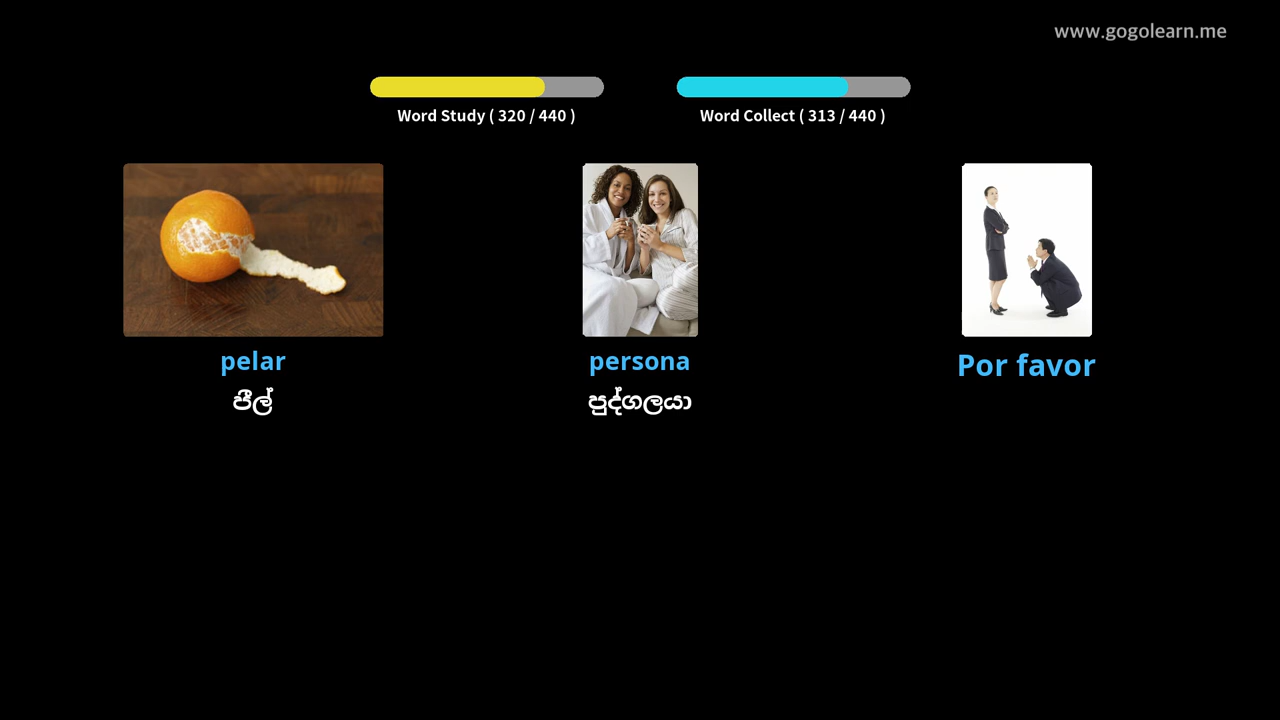 www.gogolearn.me
Word Study ( 320 / 440 )
Word Collect ( 313 / 440 )
pelar
පීල්
persona
පුද්ගලයා
Por favor